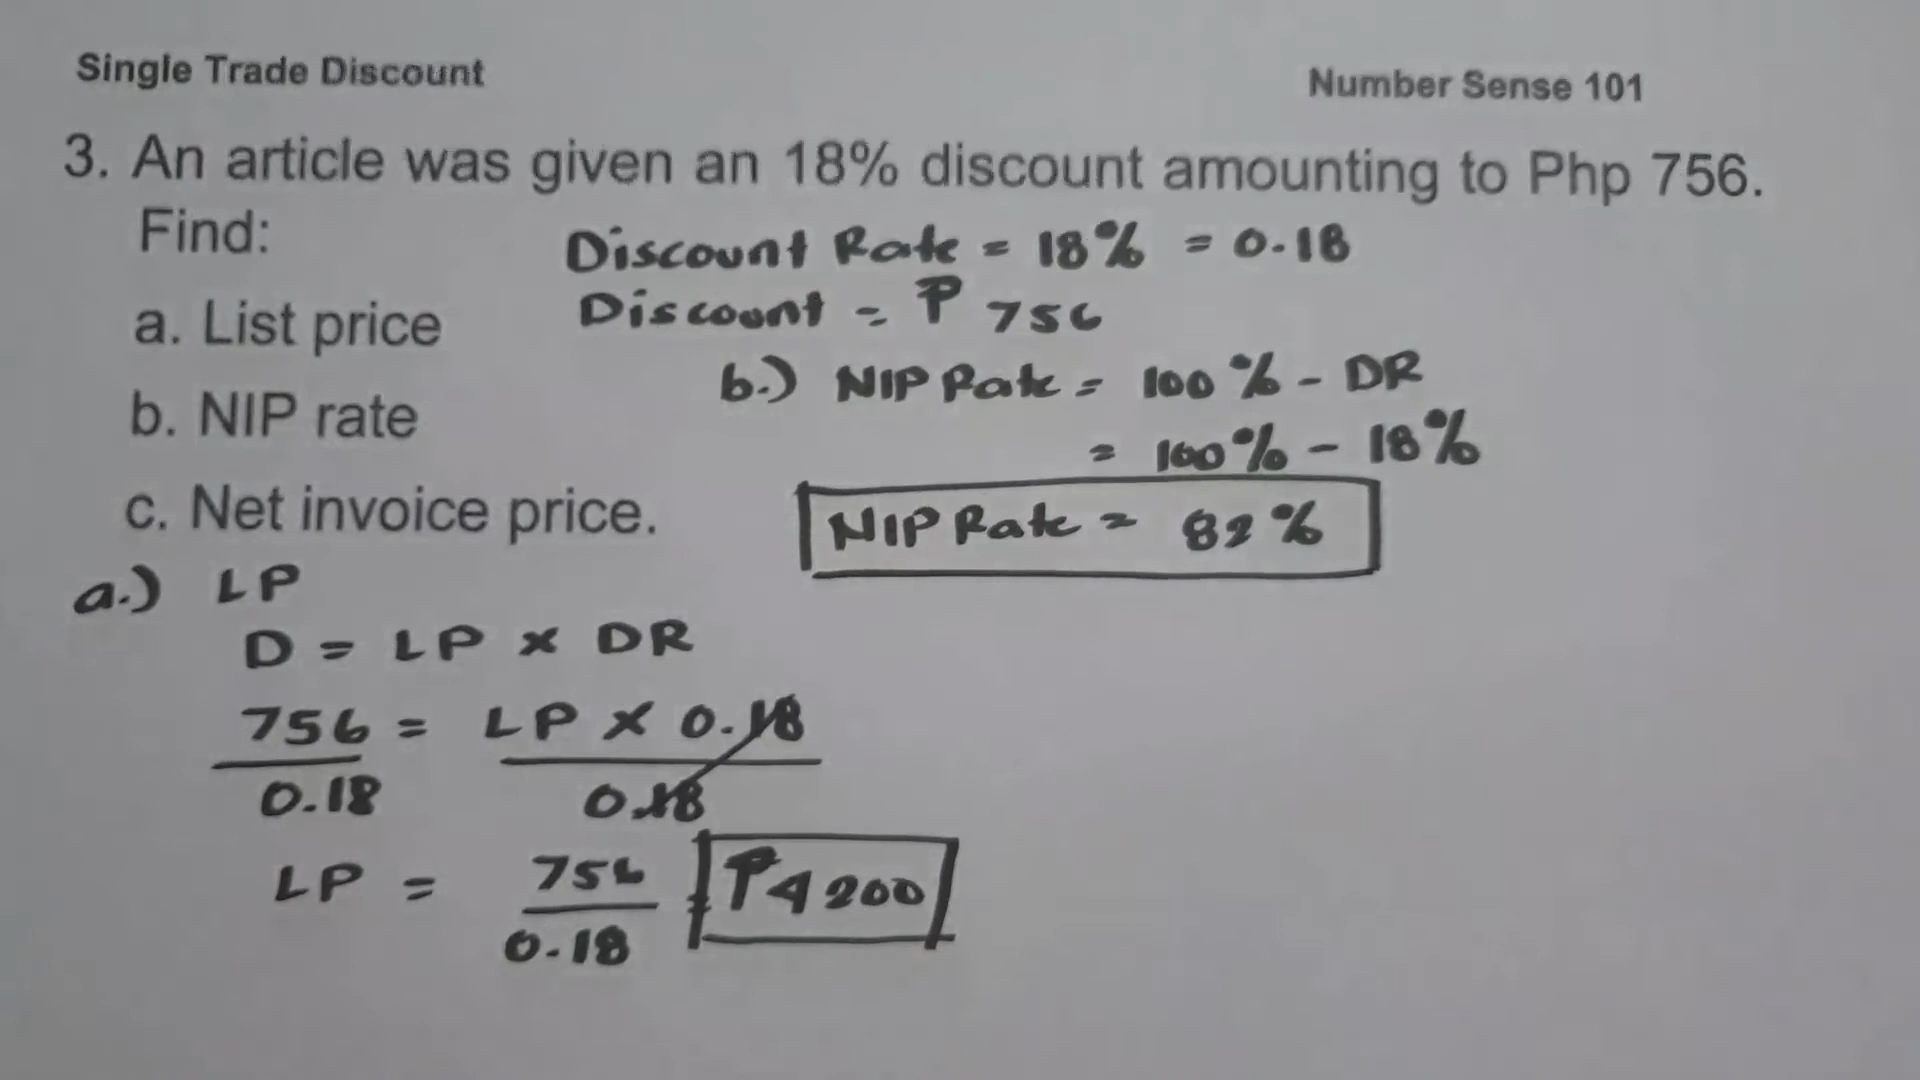 Single Trade Discount
Number Sense 101
3. An article was given an 18% discount amounting to Php 756.
Find:
Discount Rate = 18% = 0.18
Discount = ₱ 756
a. List price
b. NIP rate
c. Net invoice price.
b.) NIP Rate = 100% - DR
= 100% - 18%
NIP Rate = 82%
a.) LP
D = LP x DR
756 = LP x 0.18
0.18 0.18
LP = 756 = ₱4200
0.18